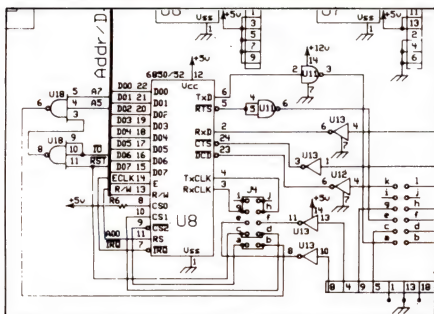 U6
Vss
+5v
1
3
5
7
9
+5v
U7
Vss
11
13
2
4
6
Addr/D.
6850/52
+5v
12
Vcc
+12v
14
U18
A7 5
A5 4
3
6
D00 22
D01 21
D02 20
D03 19
D04 18
D05 17
D06 16
D07 15
ECLK 14
R/W 13
D00
D01
D02
D03
D04
D05
D06
D07
E
R/W
CS0
CS1
CS2
RS
IRQ
TxD 6
RTS 5
RxD 2
CTS 24
DCD 23
TxCLK 4
RxCLK 3
U18
9
8
10
11
IO
RST
+5v
R6
8
10
9
11
7
A00
IRQ
U8
Vss
1
J4
i j
g h
e f
c d
a b
2 U11 3
7
4 U11 6
U13
6
U13
3 1
U12
6
+5v
14
11 13
U13
7
U13
8 10
k l
i j
g h
e f
c d
a b
8 4 9 5 1 13 18